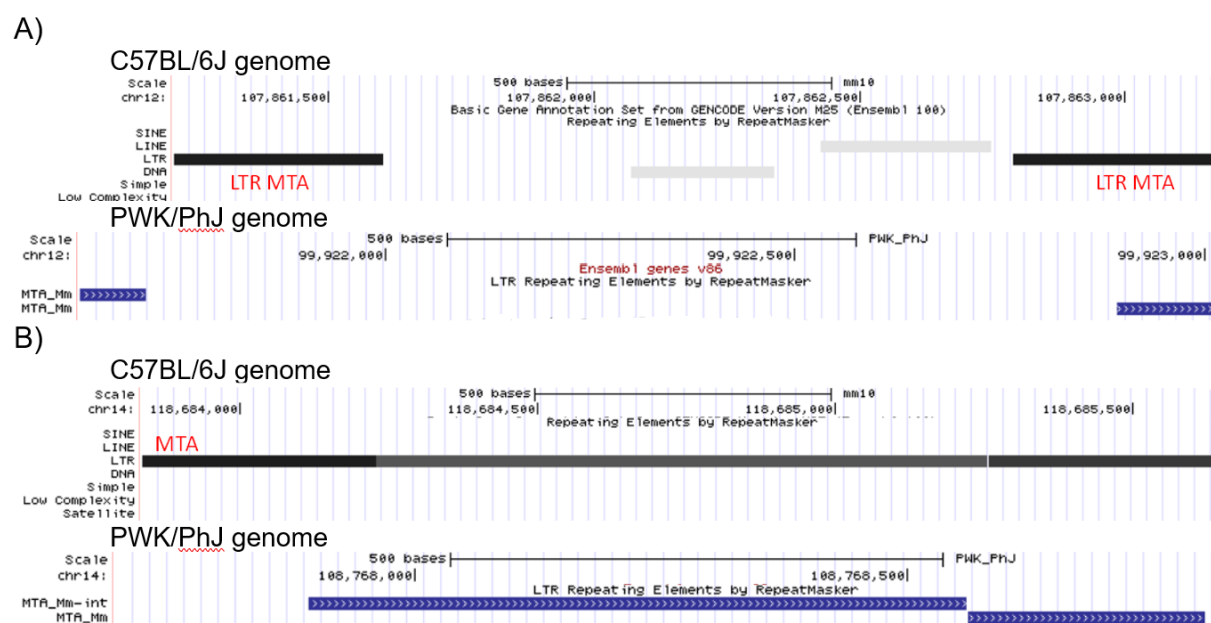 A)
C57BL/6J genome
Scale 500 bases mm10
chr12: 107,861,500| 107,862,000| 107,862,500| 107,863,000|
Basic Gene Annotation Set from GENCODE Version M25 (Ensembl 100)
Repeating Elements by RepeatMasker
SINE
LINE
LTR
DNA
Simple LTR MTA LTR MTA
Low Complexity
PWK/PhJ genome
Scale 500 bases PWK_PhJ
chr12: 99,922,000| 99,922,500| 99,923,000|
Ensembl genes v86
LTR Repeating Elements by RepeatMasker
MTA_Mm
MTA_Mm
B)
C57BL/6J genome
Scale 500 bases mm10
chr14: 118,684,000| 118,684,500| 118,685,000| 118,685,500|
Repeating Elements by RepeatMasker
SINE
LINE MTA
LTR
DNA
Simple
Low Complexity
Satellite
PWK/PhJ genome
Scale 500 bases PWK_PhJ
chr14: 108,768,000| 108,768,500|
LTR Repeating Elements by RepeatMasker
MTA_Mm-int
MTA_Mm